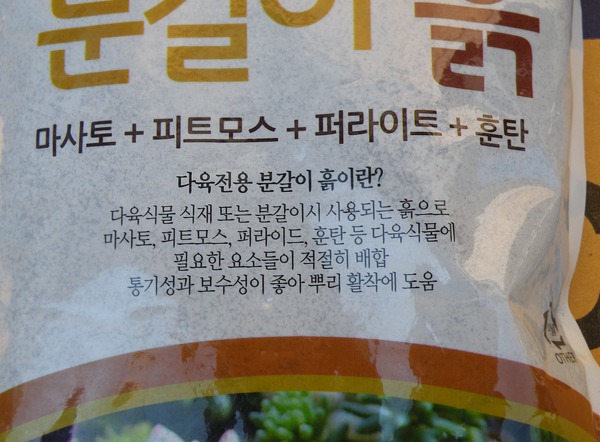 분갈이 흙
마사토 + 피트모스 + 퍼라이트 + 훈탄
다육전용 분갈이 흙이란?
다육식물 식재 또는 분갈이시 사용되는 흙으로
마사토, 피트모스, 퍼라이드, 훈탄 등 다육식물에
필요한 요소들이 적절히 배합
통기성과 보수성이 좋아 뿌리 활착에 도움
OTHER